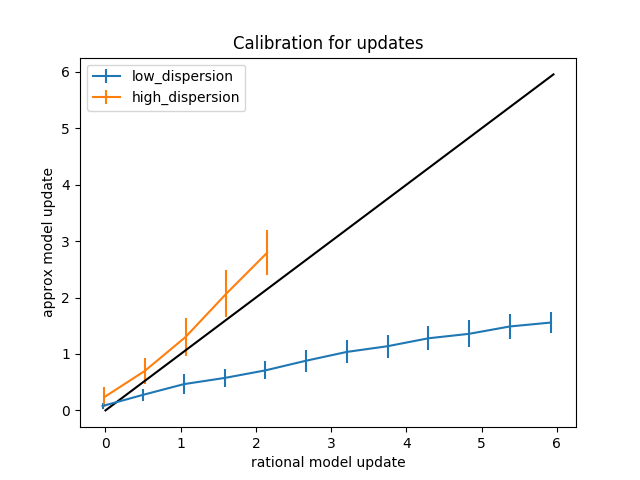 Calibration for updates
low_dispersion
high_dispersion
approx model update
6
5
4
3
2
1
0
0 1 2 3 4 5 6
rational model update